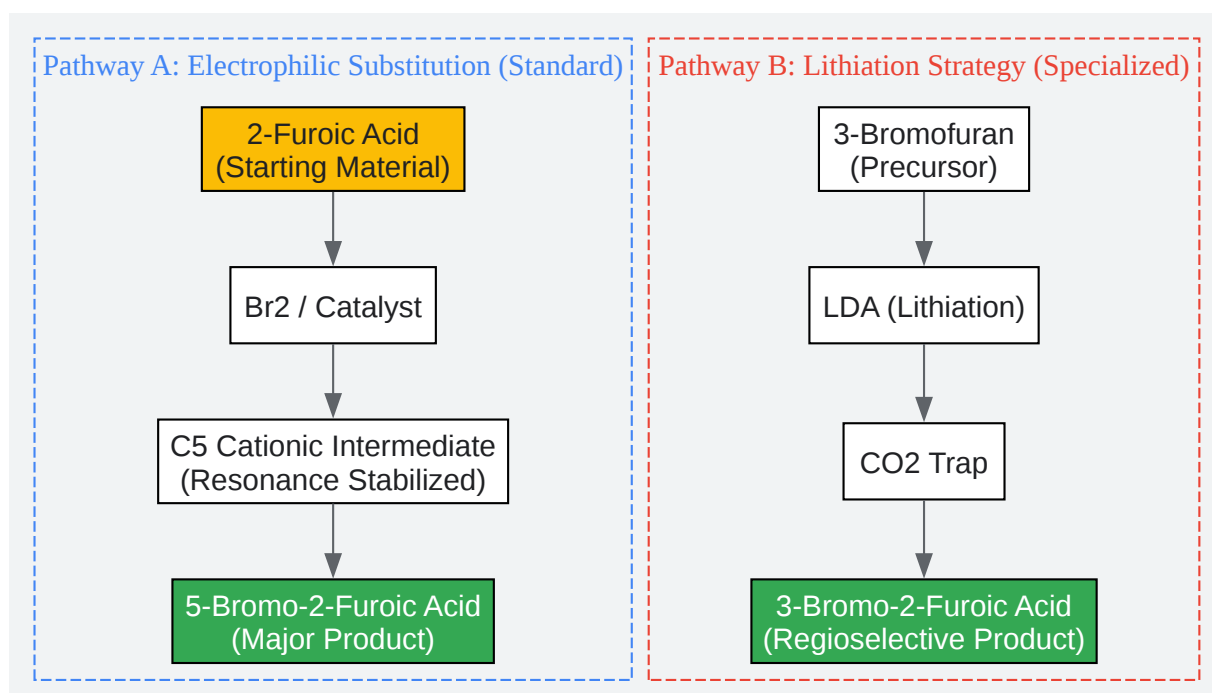 Pathway A: Electrophilic Substitution (Standard)
2-Furoic Acid
(Starting Material)
Br2 / Catalyst
C5 Cationic Intermediate
(Resonance Stabilized)
5-Bromo-2-Furoic Acid
(Major Product)
Pathway B: Lithiation Strategy (Specialized)
3-Bromofuran
(Precursor)
LDA (Lithiation)
CO2 Trap
3-Bromo-2-Furoic Acid
(Regioselective Product)